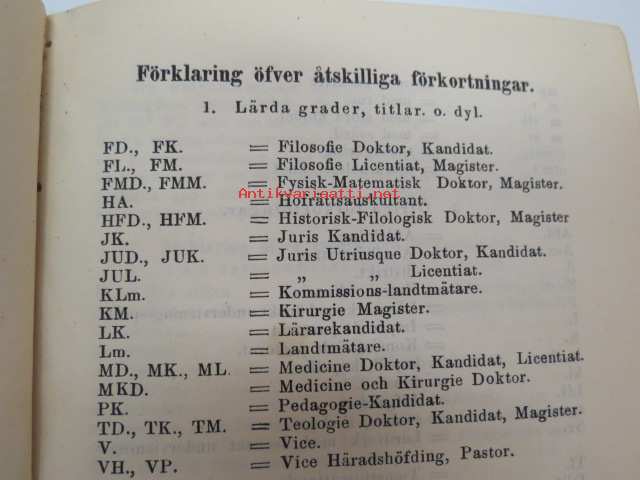 Förklaring öfver åtskilliga förkortningar.
1. Lärda grader, titlar. o. dyl.
FD., FK. = Filosofie Doktor, Kandidat.
FL., FM. = Filosofie Licentiat, Magister.
FMD., FMM. = Fysisk-Matematisk Doktor, Magister.
Antikvariaatti.net
HA. = Hofrättsauskultant.
HFD., HFM. = Historisk-Filologisk Doktor, Magister
JK. = Juris Kandidat.
JUD., JUK. = Juris Utriusque Doktor, Kandidat.
JUL. = „ „ Licentiat.
KLm. = Kommissions-landtmätare.
KM. = Kirurgie Magister.
LK. = Lärarekandidat.
Lm. = Landtmätare.
MD., MK., ML. = Medicine Doktor, Kandidat, Licentiat.
MKD. = Medicine och Kirurgie Doktor.
PK. = Pedagogie-Kandidat.
TD., TK., TM. = Teologie Doktor, Kandidat, Magister.
V. = Vice.
VH., VP. = Vice Häradshöfding, Pastor.